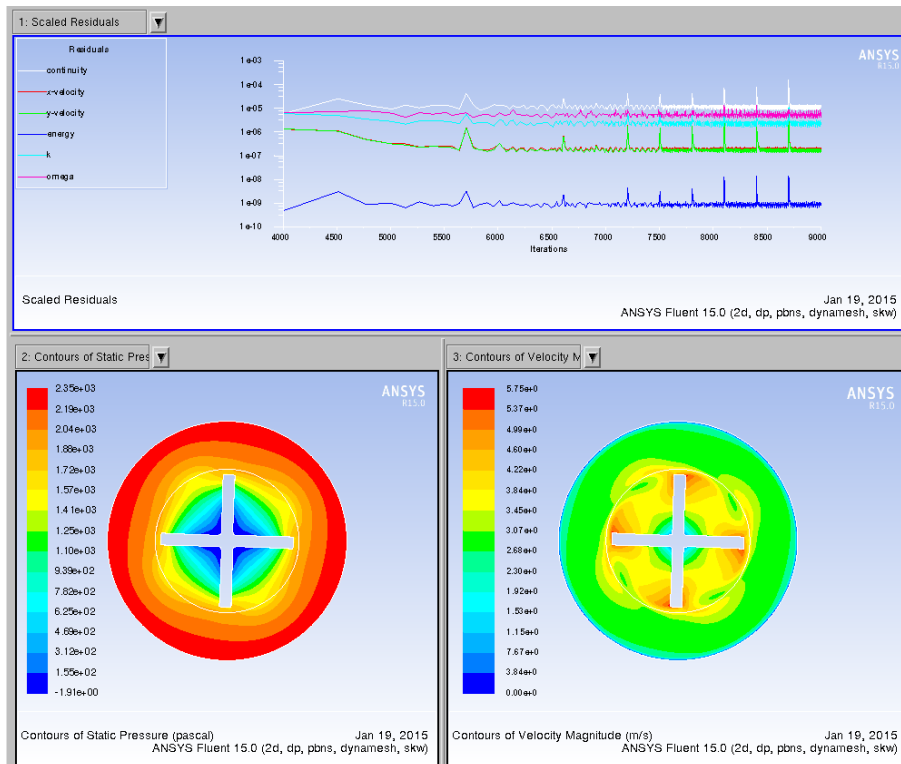 1: Scaled Residuals
Residuals
continuity
x-velocity
y-velocity
energy
k
omega
1e-03
1e-04
1e-05
1e-06
1e-07
1e-08
1e-09
1e-10
4000 4500 5000 5500 6000 6500 7000 7500 8000 8500 9000
Iterations
ANSYS
R15.0
Scaled Residuals
Jan 19, 2015
ANSYS Fluent 15.0 (2d, dp, pbns, dynamesh, skw)
2: Contours of Static Pres
2.35e+03
2.19e+03
2.04e+03
1.88e+03
1.72e+03
1.57e+03
1.41e+03
1.25e+03
1.10e+03
9.39e+02
7.82e+02
6.25e+02
4.69e+02
3.12e+02
1.55e+02
-1.91e+00
ANSYS
R15.0
Contours of Static Pressure (pascal)
Jan 19, 2015
ANSYS Fluent 15.0 (2d, dp, pbns, dynamesh, skw)
3: Contours of Velocity M
5.75e+0
5.37e+0
4.99e+0
4.60e+0
4.22e+0
3.84e+0
3.45e+0
3.07e+0
2.68e+0
2.30e+0
1.92e+0
1.53e+0
1.15e+0
7.67e+0
3.84e+0
0.00e+0
ANSYS
R15.0
Contours of Velocity Magnitude (m/s)
Jan 19, 2015
ANSYS Fluent 15.0 (2d, dp, pbns, dynamesh, skw)